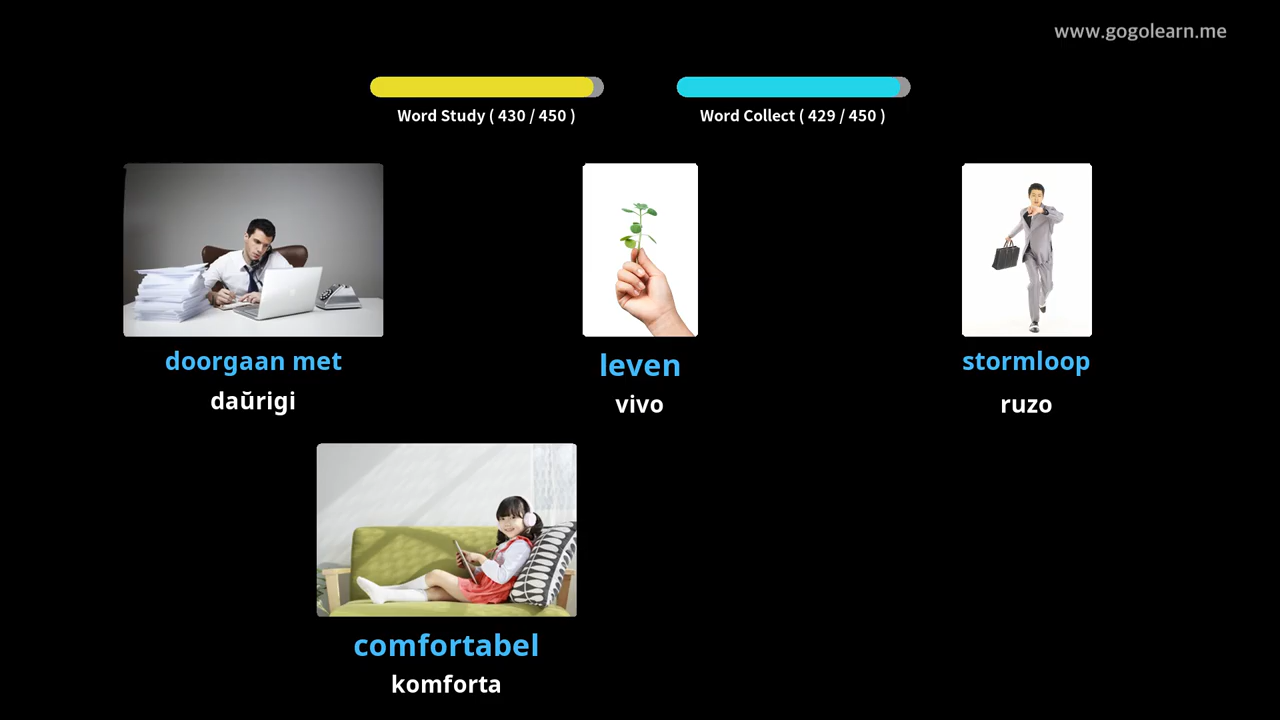 www.gogolearn.me
Word Study ( 430 / 450 )
Word Collect ( 429 / 450 )
doorgaan met
daŭrigi
leven
vivo
stormloop
ruzo
comfortabel
komforta